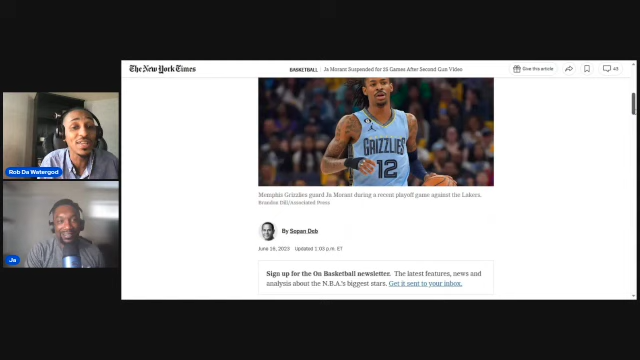 The New York Times
BASKETBALL | Ja Morant Suspended for 25 Games After Second Gun Video
Give this article
45
GRIZZLIES
12
Memphis Grizzlies guard Ja Morant during a recent playoff game against the Lakers.
Brandon Dill/Associated Press
By Sopan Deb
June 16, 2023 Updated 1:03 p.m. ET
Sign up for the On Basketball newsletter. The latest features, news and
analysis about the N.B.A.'s biggest stars. Get it sent to your inbox.
Rob Da Watergod
Ja